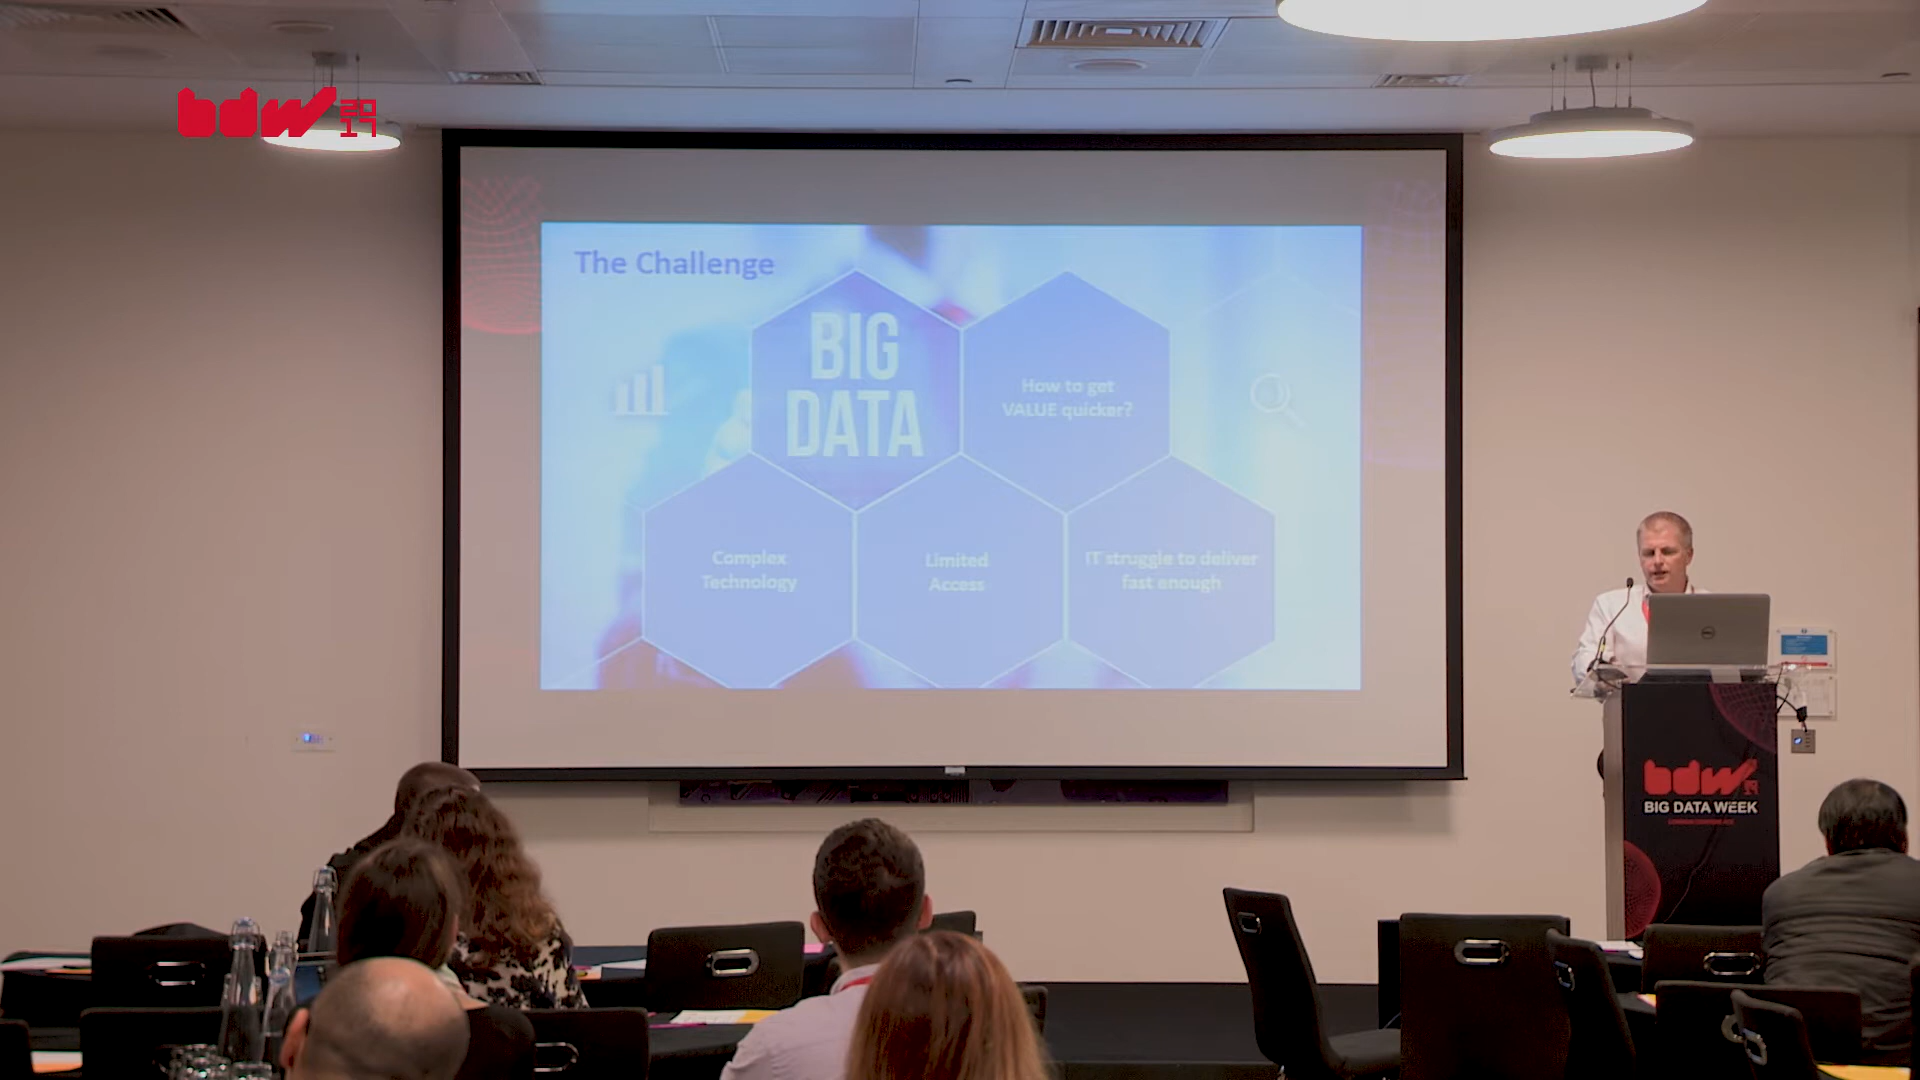 bdw 2017
The Challenge
BIG
DATA
How to get
VALUE quicker?
Complex
Technology
Limited
Access
IT struggle to deliver
fast enough
bdw
BIG DATA WEEK